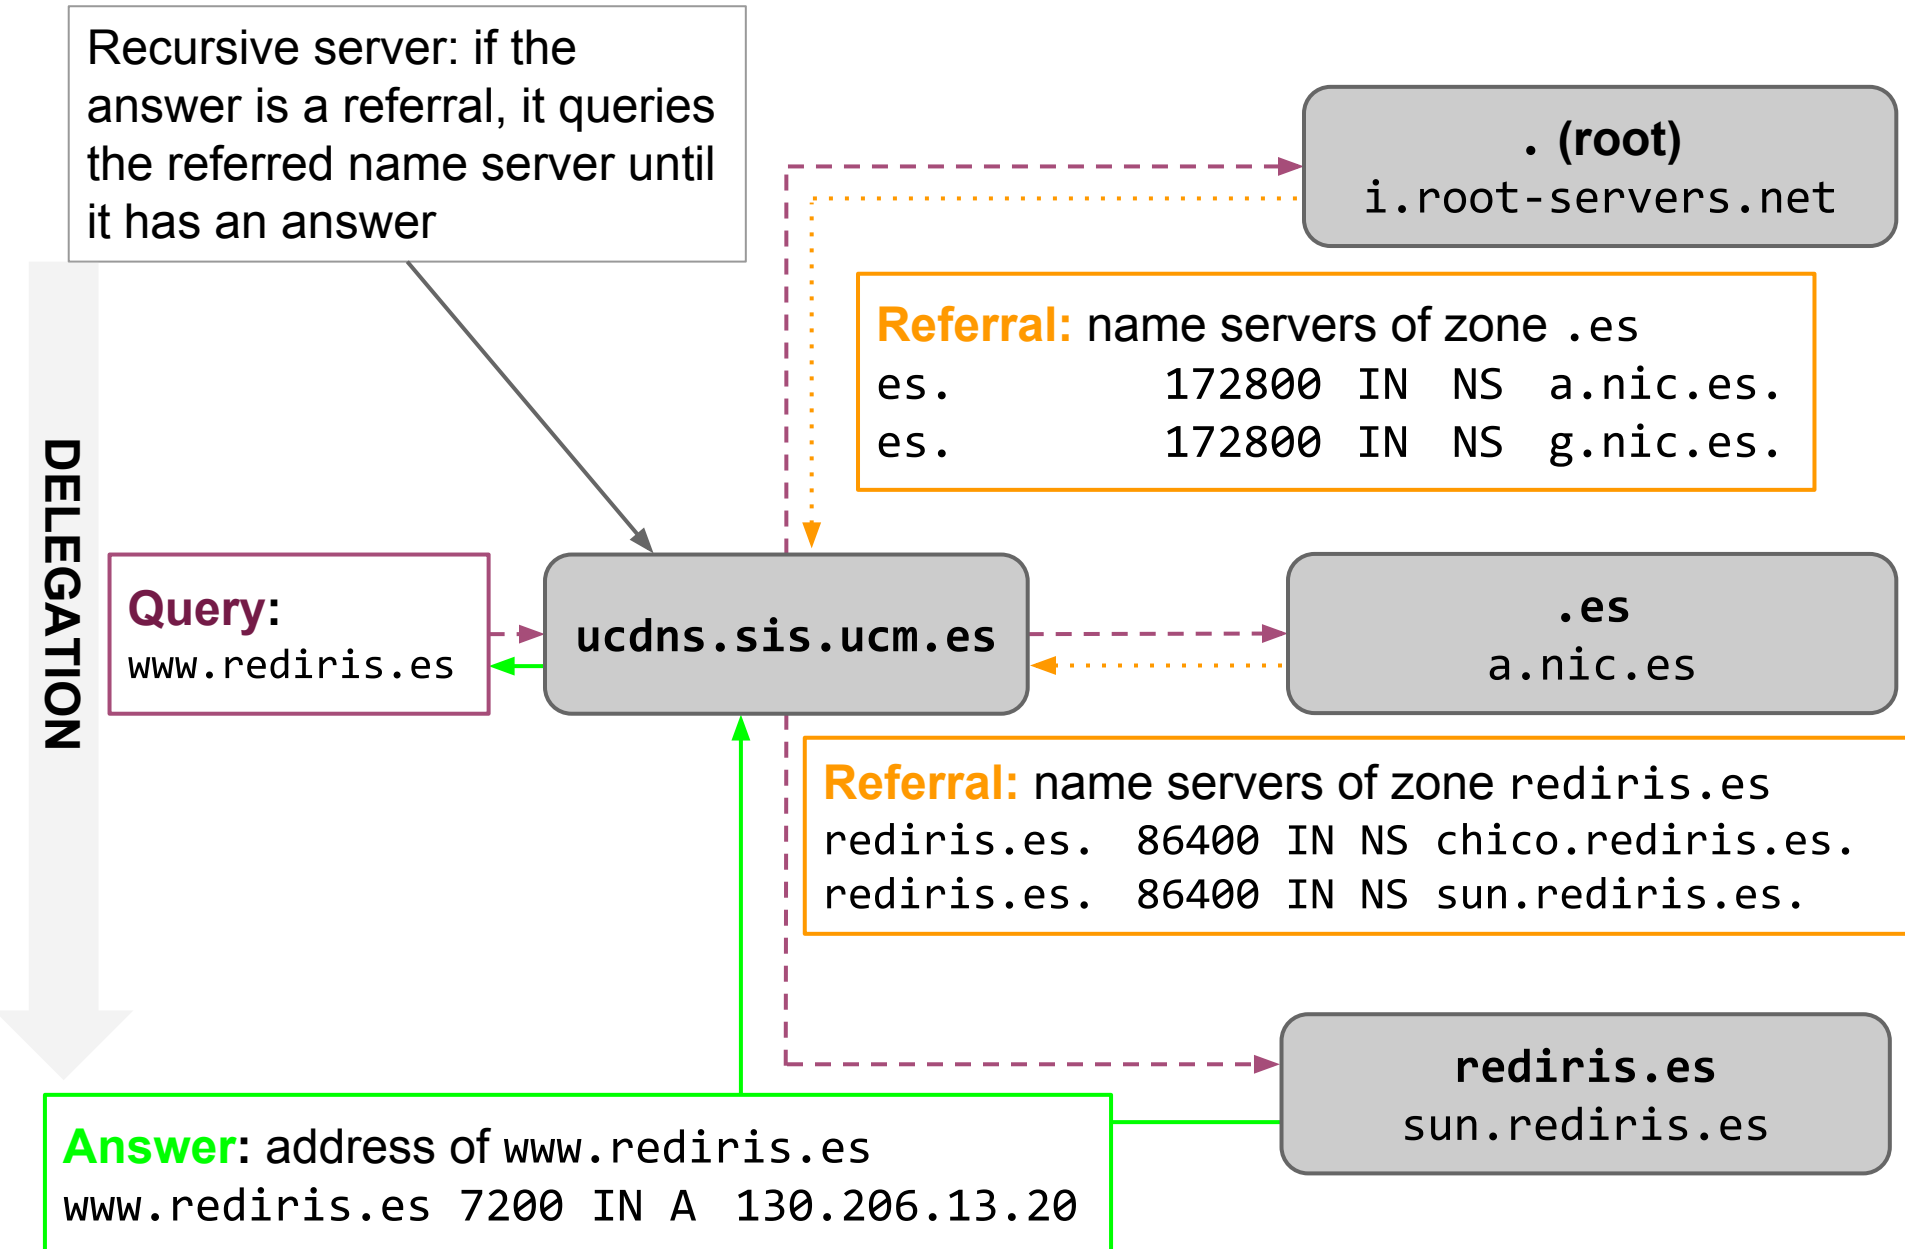 Recursive server: if the
answer is a referral, it queries
the referred name server until
it has an answer
. (root)
i.root-servers.net
Referral: name servers of zone .es
es. 172800 IN NS a.nic.es.
es. 172800 IN NS g.nic.es.
DELEGATION
Query:
www.rediris.es
ucdns.sis.ucm.es
.es
a.nic.es
Referral: name servers of zone rediris.es
rediris.es. 86400 IN NS chico.rediris.es.
rediris.es. 86400 IN NS sun.rediris.es.
rediris.es
sun.rediris.es
Answer: address of www.rediris.es
www.rediris.es 7200 IN A 130.206.13.20